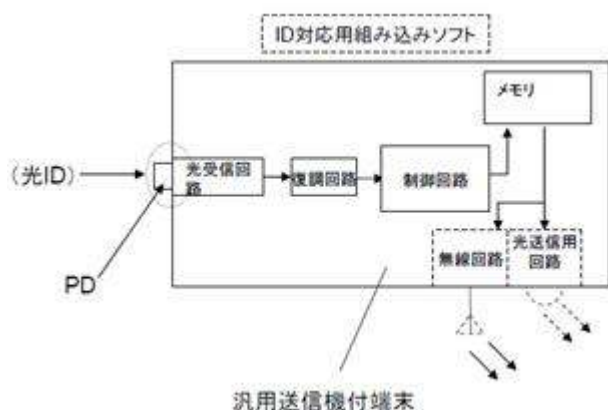 ID対応用組み込みソフト
メモリ
(光ID)
光受信回
路
復調回路
制御回路
無線回路
光送信用
回路
PD
汎用送信機付端末